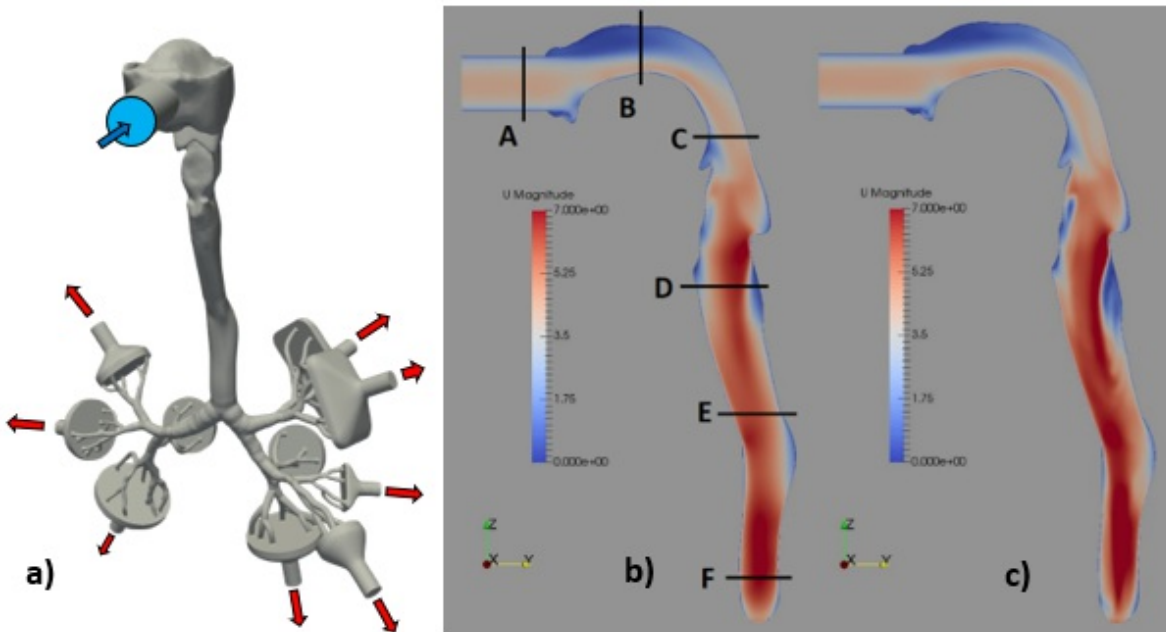 a)
A
B
C
U Magnitude
7.000e+00
5.25
3.5
1.75
0.000e+00
D
E
F
Z
X
Y
b)
U Magnitude
7.000e+00
5.25
3.5
1.75
0.000e+00
Z
X
Y
c)